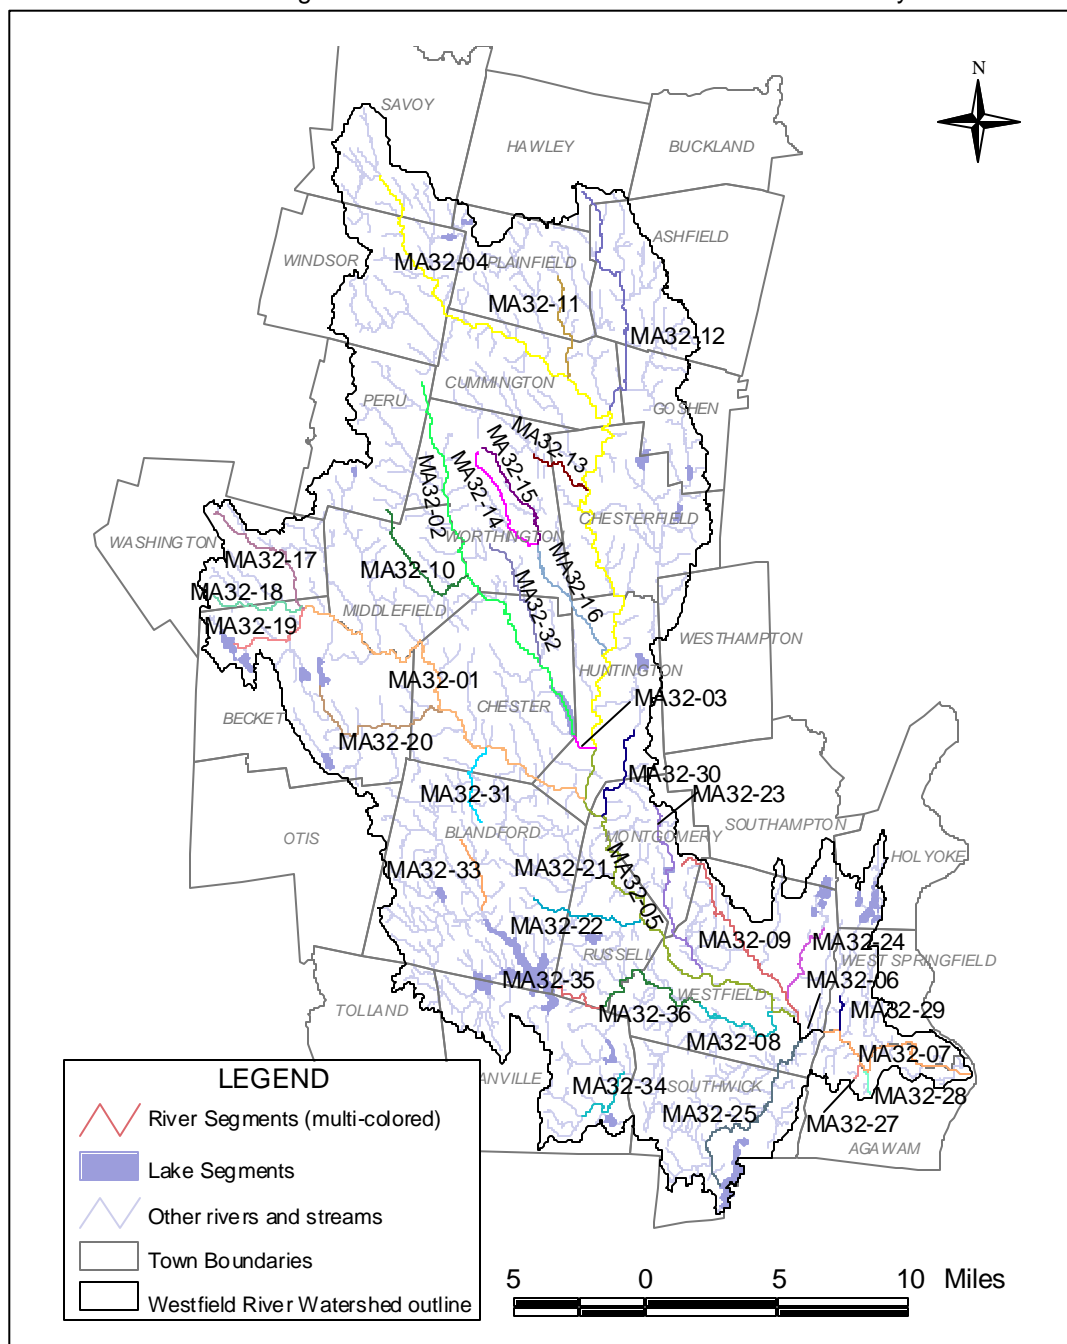 N
SAVOY
HAWLEY
BUCKLAND
ASHFIELD
WINDSOR
MA32-04
PLAINFIELD
MA32-11
MA32-12
CUMMINGTON
PERU
GOSHEN
MA32-13
MA32-15
MA32-14
MA32-02
CHESTERFIELD
WORTHINGTON
WASHINGTON
MA32-17
MA32-10
MA32-16
MA32-18
MIDDLEFIELD
MA32-32
MA32-19
WESTHAMPTON
HUNTINGTON
MA32-01
MA32-03
CHESTER
BECKET
MA32-20
MA32-30
MA32-31
MA32-23
SOUTHAMPTON
BLANDFORD
MONTGOMERY
OTIS
HOLYOKE
MA32-33
MA32-21
MA32-05
MA32-22
MA32-09
MA32-24
RUSSELL
WEST SPRINGFIELD
MA32-35
MA32-06
WESTFIELD
TOLLAND
MA32-36
MA32-29
MA32-08
MA32-07
ANVILLE
MA32-34
SOUTHWICK
MA32-28
MA32-25
MA32-27
AGAWAM
LEGEND
River Segments (multi-colored)
Lake Segments
Other rivers and streams
Town Boundaries
Westfield River Watershed outline
5 0 5 10 Miles